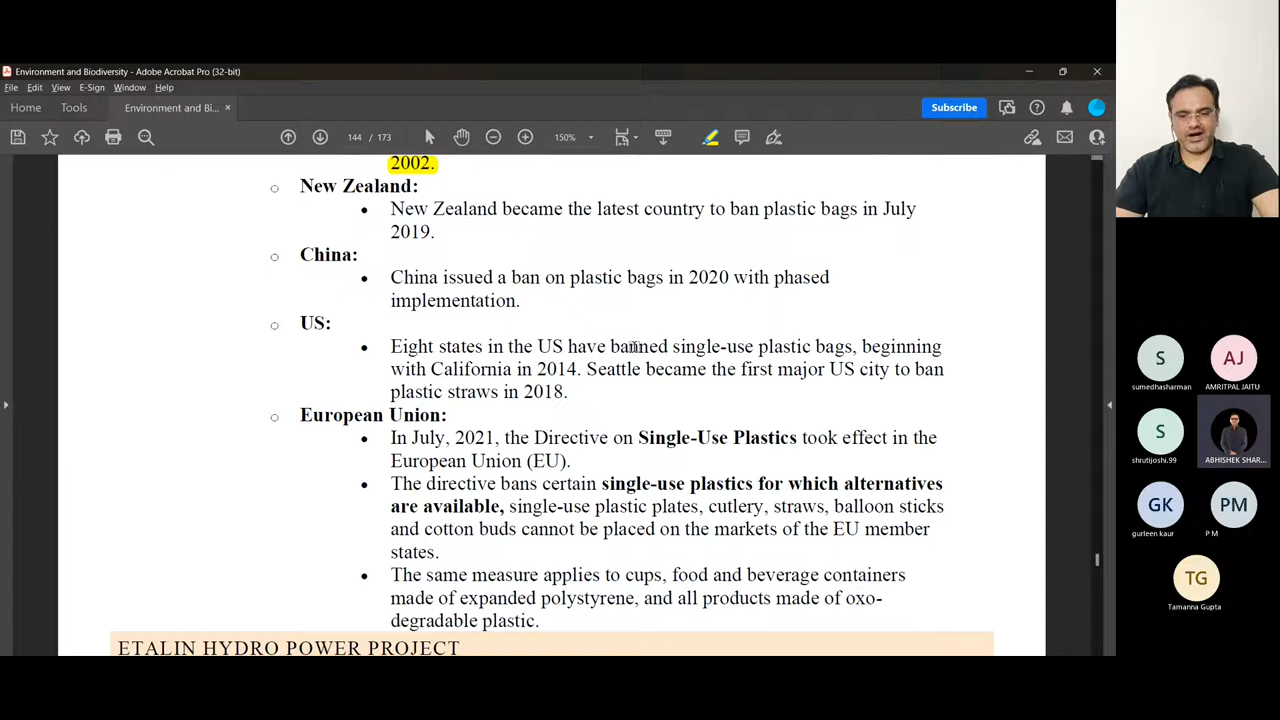 Environment and Biodiversity - Adobe Acrobat Pro (32-bit)
File Edit View E-Sign Window Help
Home Tools Environment and Bi... × Subscribe
144 / 173 150%
2002.
New Zealand:
New Zealand became the latest country to ban plastic bags in July
2019.
China:
China issued a ban on plastic bags in 2020 with phased
implementation.
US:
Eight states in the US have banned single-use plastic bags, beginning
with California in 2014. Seattle became the first major US city to ban
plastic straws in 2018.
European Union:
In July, 2021, the Directive on Single-Use Plastics took effect in the
European Union (EU).
The directive bans certain single-use plastics for which alternatives
are available, single-use plastic plates, cutlery, straws, balloon sticks
and cotton buds cannot be placed on the markets of the EU member
states.
The same measure applies to cups, food and beverage containers
made of expanded polystyrene, and all products made of oxo-
degradable plastic.
ETALIN HYDRO POWER PROJECT
S AJ
sumedhasharman AMRITPAL JAITU
S
shrutijoshi.99 ABHISHEK SHAR...
GK PM
gurleen kaur P M
TG
Tamanna Gupta